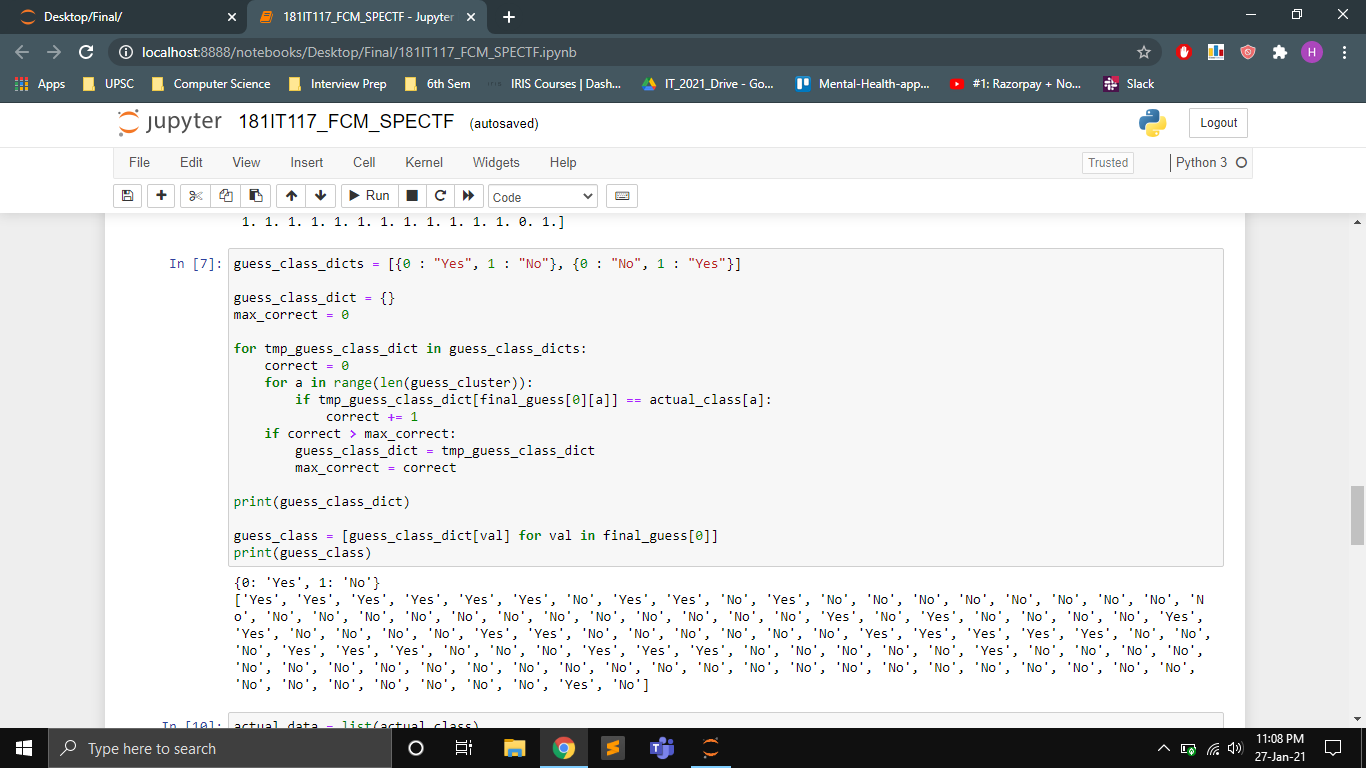 Desktop/Final/
181IT117_FCM_SPECTF - Jupyter
localhost:8888/notebooks/Desktop/Final/181IT117_FCM_SPECTF.ipynb
H
Apps UPSC Computer Science Interview Prep 6th Sem IRIS Courses | Dash... IT_2021_Drive - Go... Mental-Health-app... #1: Razorpay + No... Slack
jupyter 181IT117_FCM_SPECTF (autosaved)
Logout
File Edit View Insert Cell Kernel Widgets Help
Trusted Python 3
Run Code
1. 1. 1. 1. 1. 1. 1. 1. 1. 1. 1. 1. 0. 1.]
In [7]: guess_class_dicts = [{0 : "Yes", 1 : "No"}, {0 : "No", 1 : "Yes"}]
guess_class_dict = {}
max_correct = 0
for tmp_guess_class_dict in guess_class_dicts:
    correct = 0
    for a in range(len(guess_cluster)):
        if tmp_guess_class_dict[final_guess[0][a]] == actual_class[a]:
            correct += 1
    if correct > max_correct:
        guess_class_dict = tmp_guess_class_dict
        max_correct = correct
print(guess_class_dict)
guess_class = [guess_class_dict[val] for val in final_guess[0]]
print(guess_class)
{0: 'Yes', 1: 'No'}
['Yes', 'Yes', 'Yes', 'Yes', 'Yes', 'Yes', 'No', 'Yes', 'Yes', 'No', 'Yes', 'No', 'No', 'No', 'No', 'No', 'No', 'No', 'No', 'N
o', 'No', 'No', 'No', 'No', 'No', 'No', 'No', 'No', 'No', 'No', 'No', 'No', 'Yes', 'No', 'Yes', 'No', 'No', 'No', 'No', 'Yes',
'Yes', 'No', 'No', 'No', 'No', 'Yes', 'Yes', 'No', 'No', 'No', 'No', 'No', 'No', 'Yes', 'Yes', 'Yes', 'Yes', 'Yes', 'No', 'No',
'No', 'Yes', 'Yes', 'Yes', 'No', 'No', 'No', 'Yes', 'Yes', 'Yes', 'No', 'No', 'No', 'No', 'No', 'Yes', 'No', 'No', 'No', 'No',
'No', 'No', 'No', 'No', 'No', 'No', 'No', 'No', 'No', 'No', 'No', 'No', 'No', 'No', 'No', 'No', 'No', 'No', 'No', 'No', 'No',
'No', 'No', 'No', 'No', 'No', 'No', 'No', 'Yes', 'No']
In [10]: actual_data = list(actual_class)
Type here to search
11:08 PM
27-Jan-21